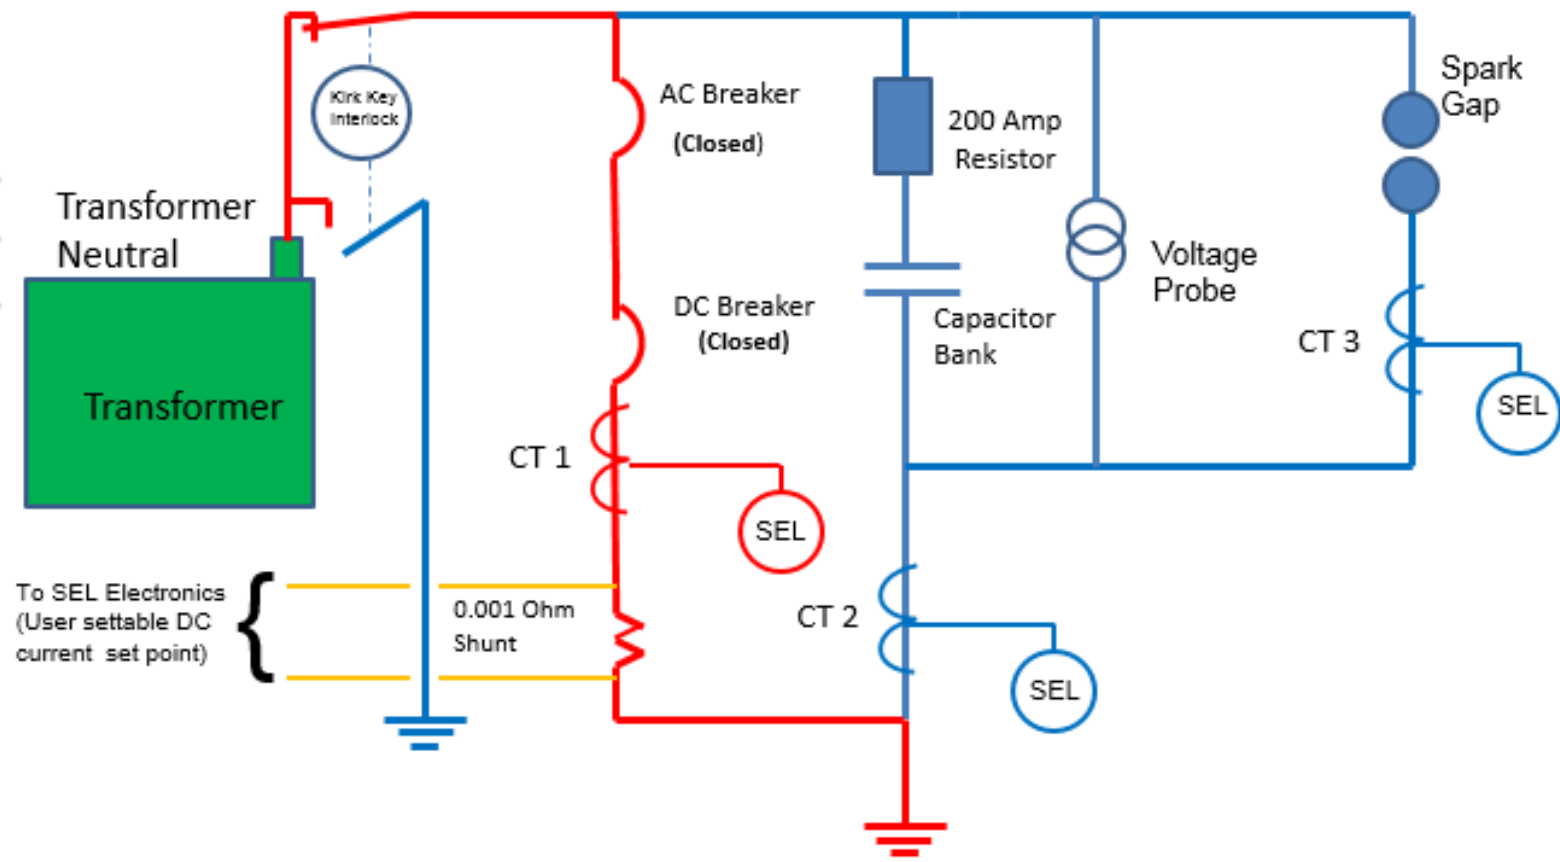 Kirk Key
Interlock
AC Breaker
(Closed)
200 Amp
Resistor
Spark
Gap
Transformer
Neutral
Voltage
Probe
DC Breaker
(Closed)
Capacitor
Bank
CT 3
SEL
Transformer
CT 1
SEL
To SEL Electronics
(User settable DC
current set point)
{
0.001 Ohm
Shunt
CT 2
SEL